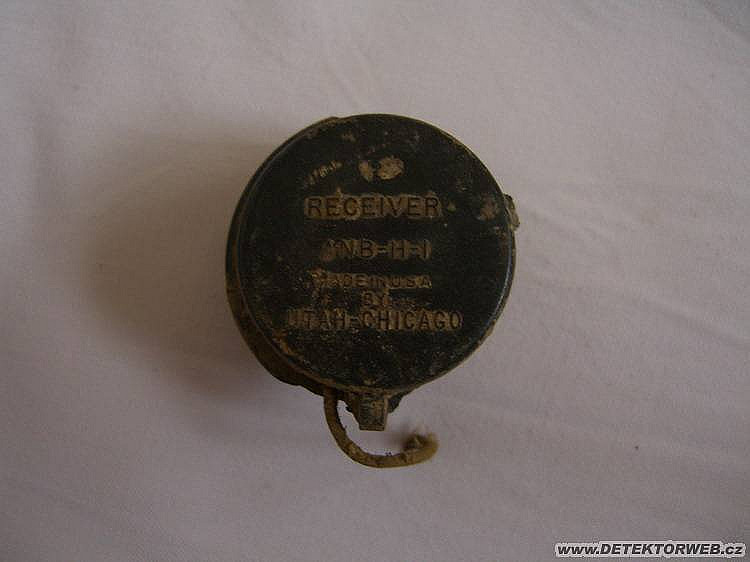 RECEIVER
ANB-H-1
MADE IN USA
BY
UTAH-CHICAGO
www.DETEKTORWEB.cz